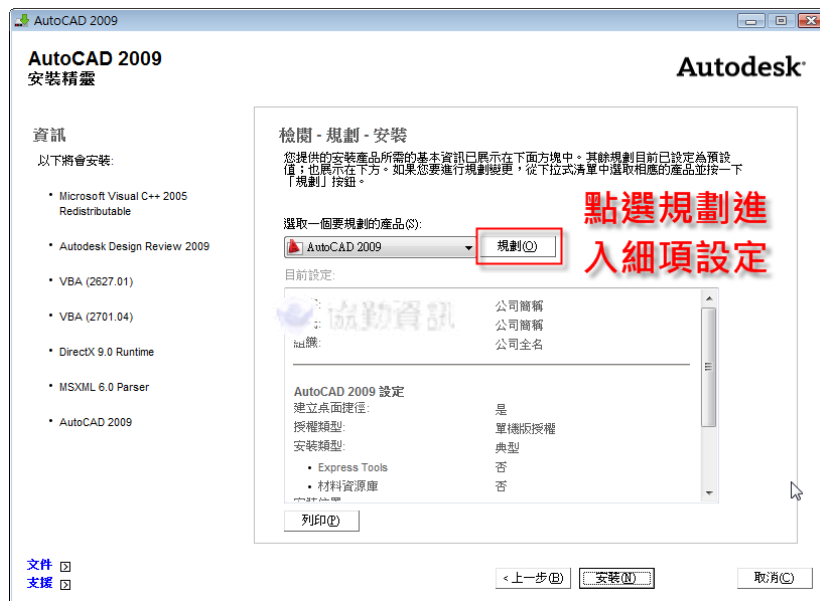 AutoCAD 2009
AutoCAD 2009
安裝精靈
Autodesk
資訊
以下將會安裝:
• Microsoft Visual C++ 2005
Redistributable
• Autodesk Design Review 2009
• VBA (2627.01)
• VBA (2701.04)
• DirectX 9.0 Runtime
• MSXML 6.0 Parser
• AutoCAD 2009
檢閱 - 規劃 - 安裝
您提供的安裝產品所需的基本資訊已展示在下面方塊中。其餘規劃目前已設定為預設
值；也展示在下方。如果您要進行規劃變更，從下拉式清單中選取相應的產品並按一下
「規劃」按鈕。
選取一個要規劃的產品(S):
AutoCAD 2009
規劃(O)
點選規劃進
入細項設定
目前設定:
公司簡稱
協勤資訊
公司簡稱
組織:
公司全名
AutoCAD 2009 設定
建立桌面捷徑:
是
授權類型:
單機版授權
安裝類型:
典型
• Express Tools
否
• 材料資源庫
否
列印(P)
文件
支援
<上一步(B)
安裝(N)
取消(C)